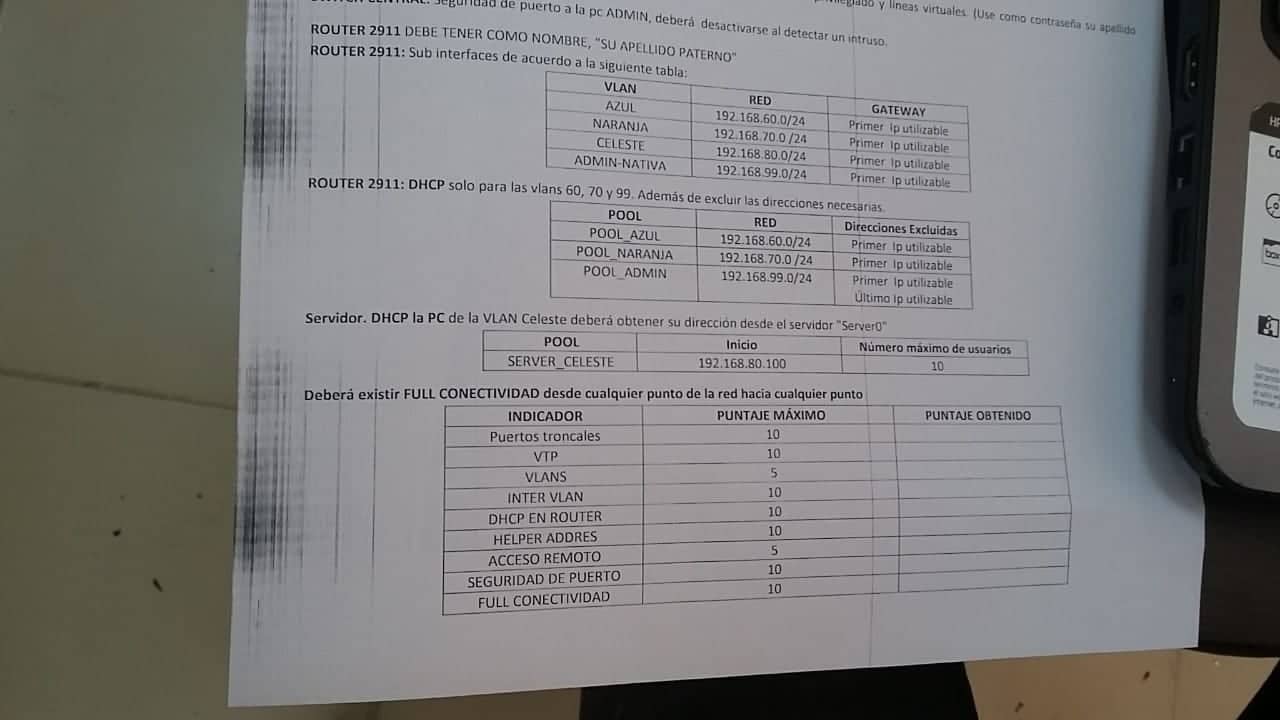 y líneas virtuales. (Use como contraseña su apellido
Seguridad de puerto a la pc ADMIN, deberá desactivarse al detectar un intruso.
ROUTER 2911 DEBE TENER COMO NOMBRE, "SU APELLIDO PATERNO"
ROUTER 2911: Sub interfaces de acuerdo a la siguiente tabla:
VLAN RED GATEWAY
AZUL 192.168.60.0/24 Primer Ip utilizable
NARANJA 192.168.70.0 /24 Primer Ip utilizable
CELESTE 192.168.80.0/24 Primer Ip utilizable
ADMIN-NATIVA 192.168.99.0/24 Primer Ip utilizable
ROUTER 2911: DHCP solo para las vlans 60, 70 y 99. Además de excluir las direcciones necesarias.
POOL RED Direcciones Excluidas
POOL_AZUL 192.168.60.0/24 Primer Ip utilizable
POOL_NARANJA 192.168.70.0 /24 Primer Ip utilizable
POOL_ADMIN 192.168.99.0/24 Primer Ip utilizable
Último Ip utilizable
Servidor. DHCP la PC de la VLAN Celeste deberá obtener su dirección desde el servidor "Server0"
POOL Inicio Número máximo de usuarios
SERVER_CELESTE 192.168.80.100 10
Deberá existir FULL CONECTIVIDAD desde cualquier punto de la red hacia cualquier punto
INDICADOR PUNTAJE MÁXIMO PUNTAJE OBTENIDO
Puertos troncales 10
VTP 10
VLANS 5
INTER VLAN 10
DHCP EN ROUTER 10
HELPER ADDRES 10
ACCESO REMOTO 5
SEGURIDAD DE PUERTO 10
FULL CONECTIVIDAD 10